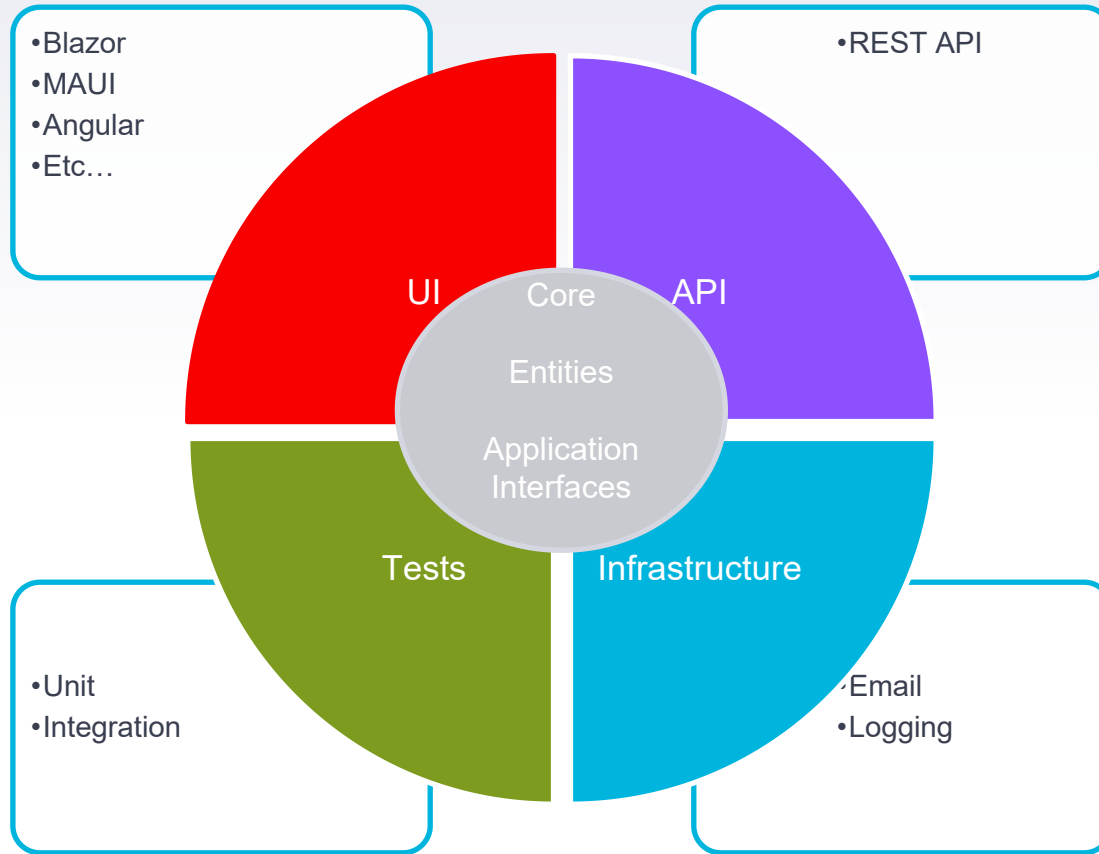 •Blazor
•MAUI
•Angular
•Etc…
•REST API
UI
API
Core
Entities
Application
Interfaces
Tests
Infrastructure
•Unit
•Integration
•Email
•Logging